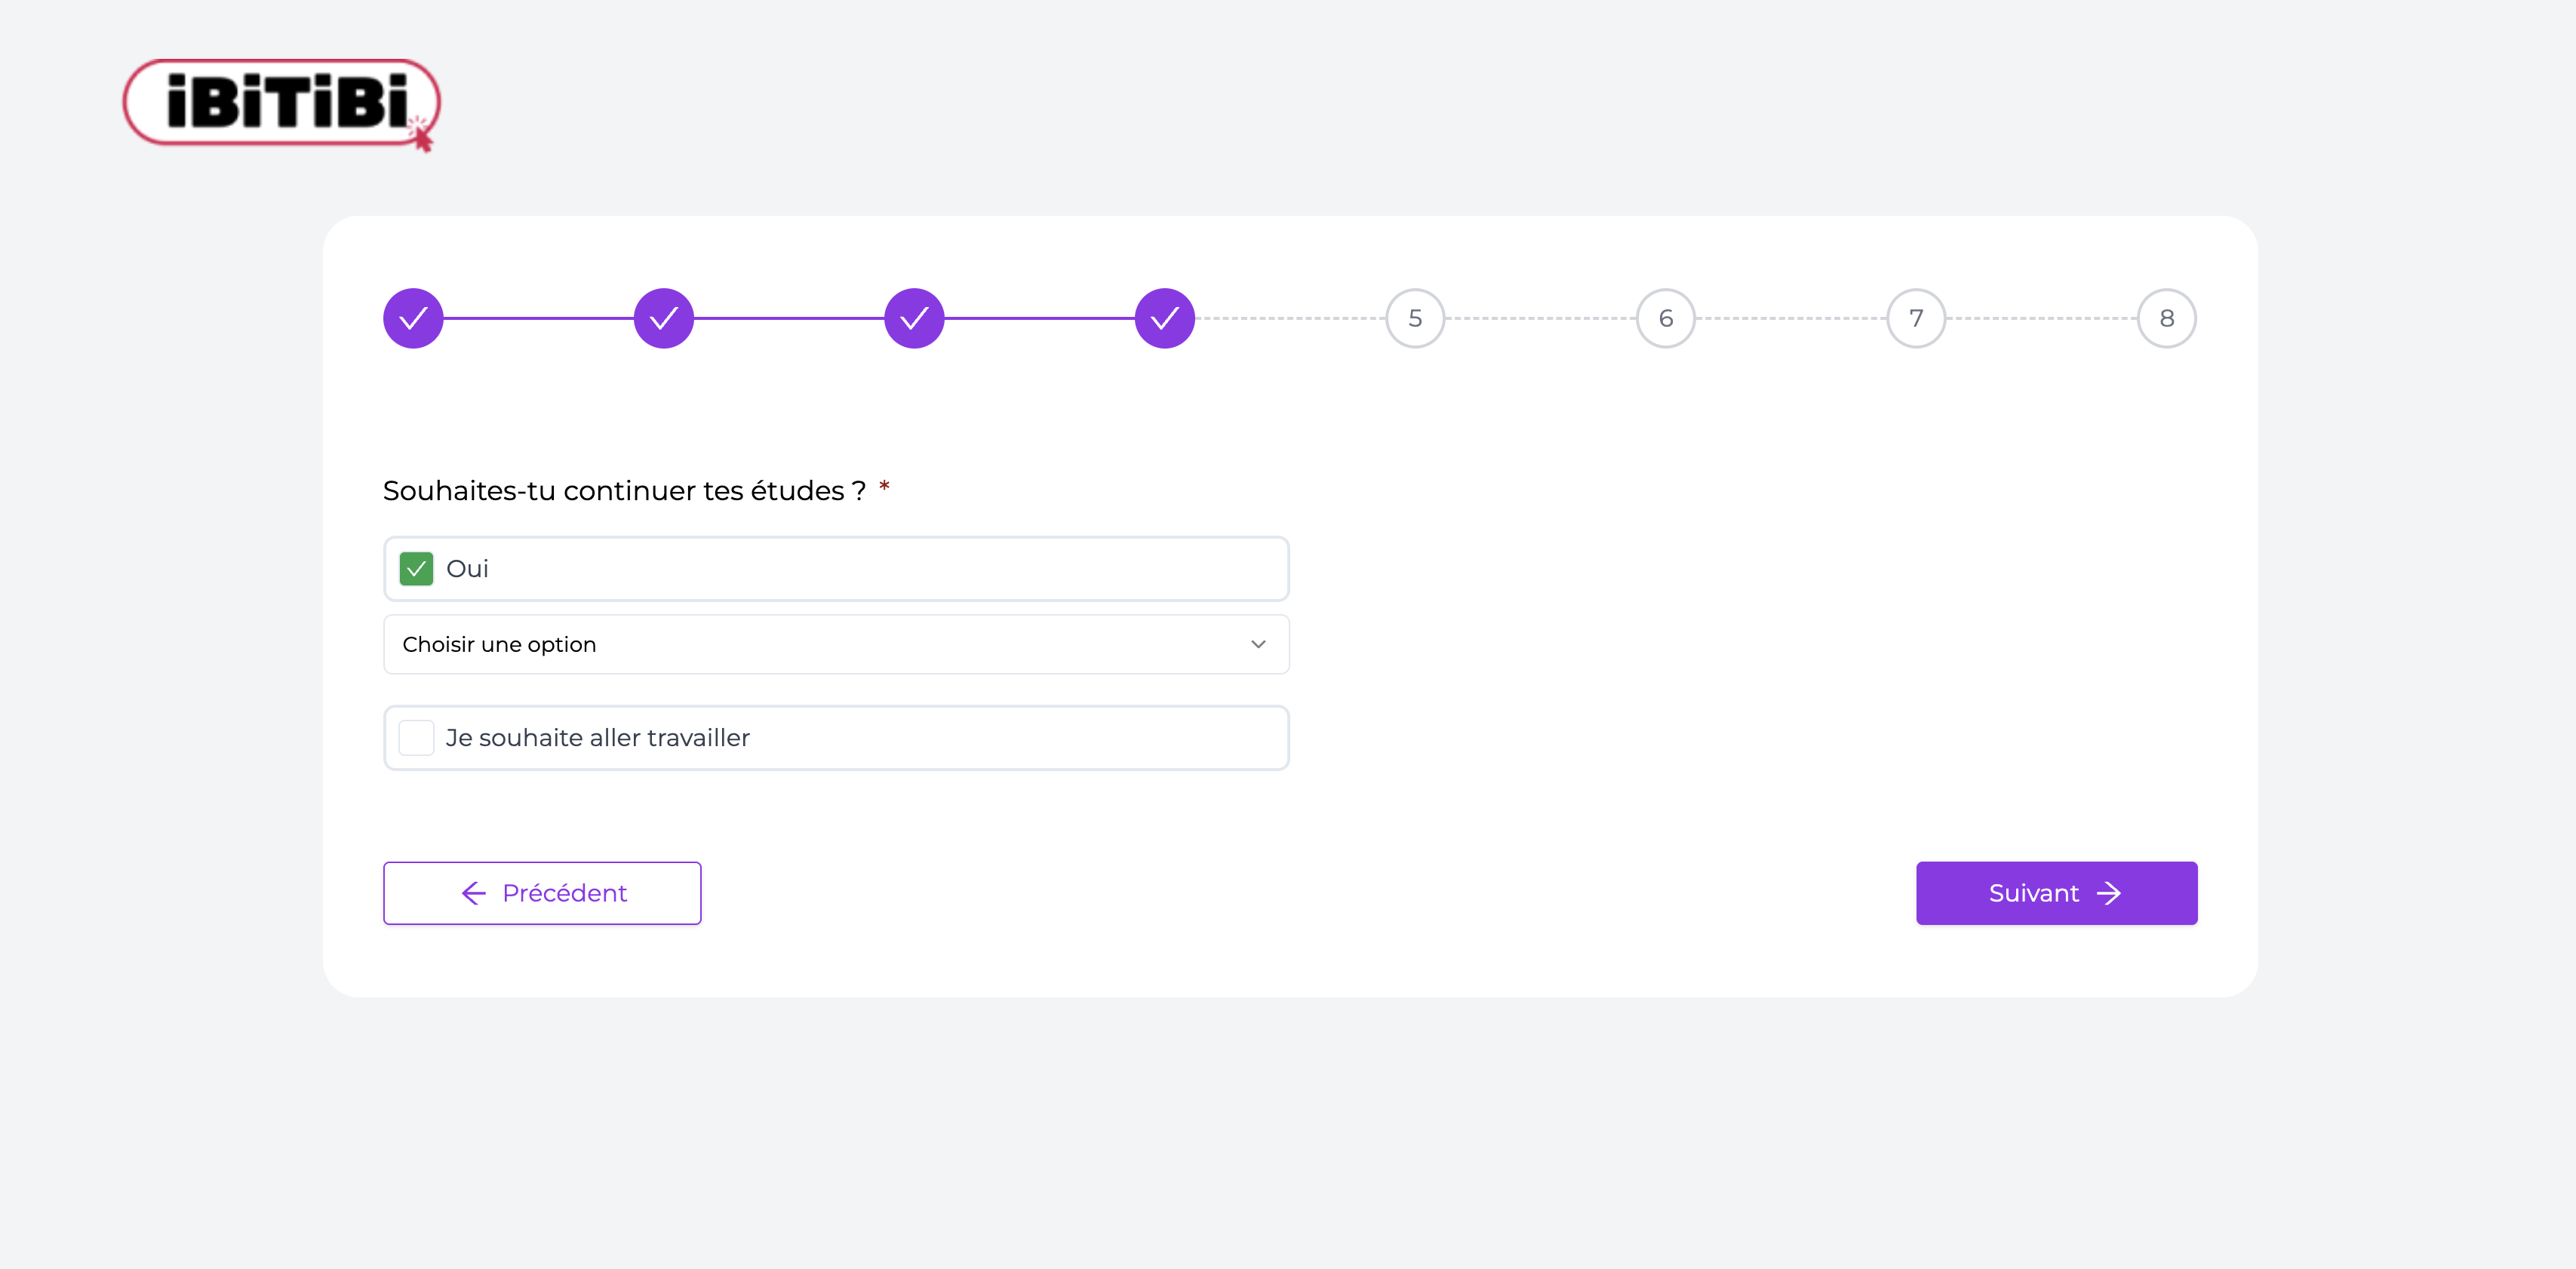 iBiTiBi
5
6
7
8
Souhaites-tu continuer tes études ? *
Oui
Choisir une option
Je souhaite aller travailler
Précédent
Suivant